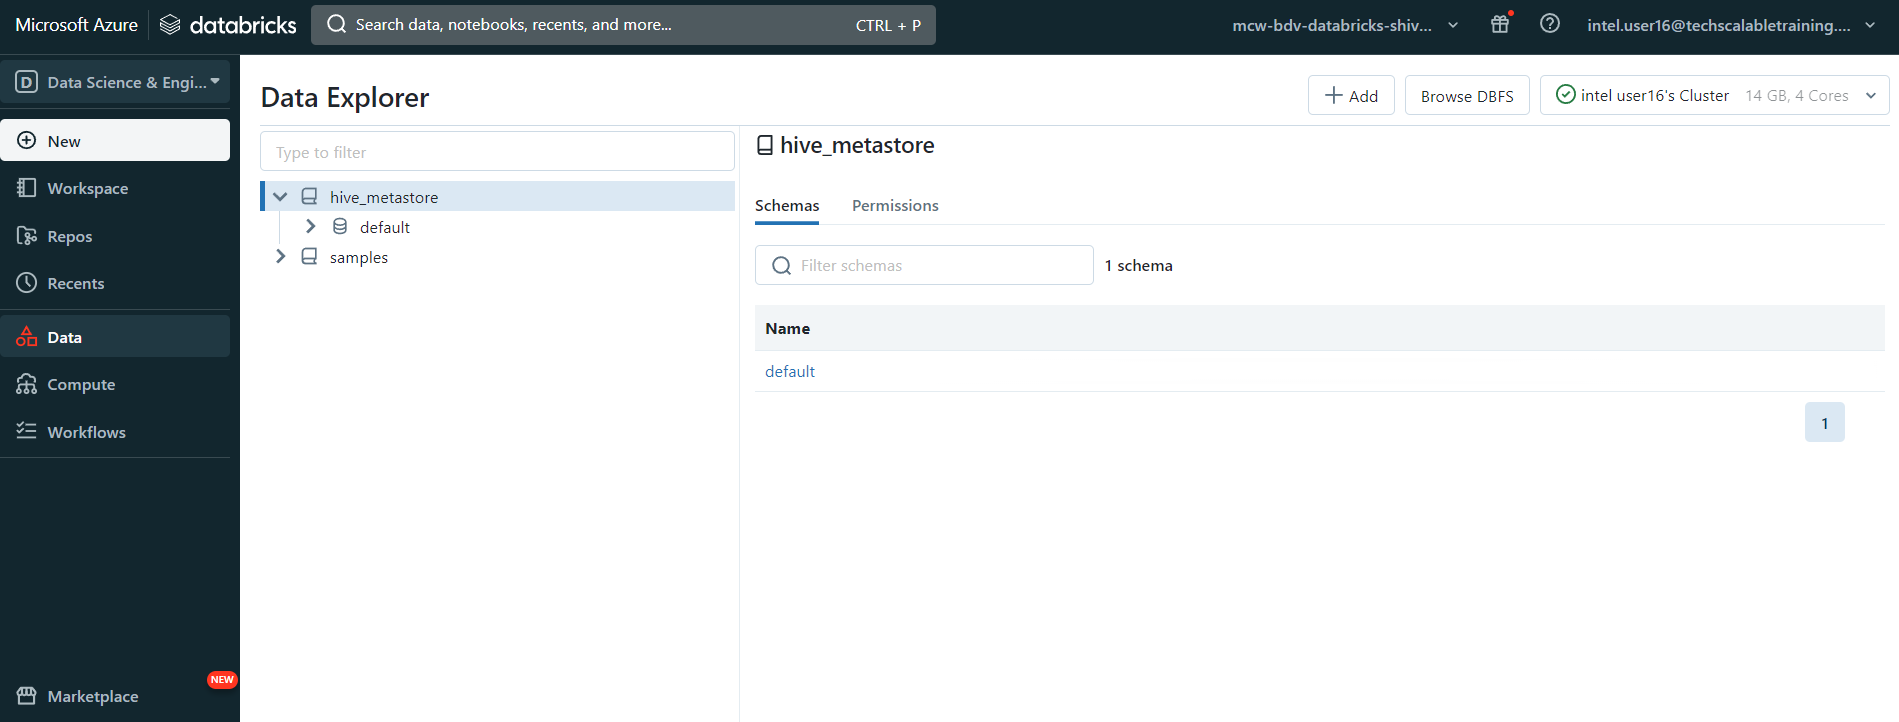 Microsoft Azure databricks Search data, notebooks, recents, and more... CTRL + P mcw-bdv-databricks-shiv... intel.user16@techscalabletraining....
D Data Science & Engi...
New
Workspace
Repos
Recents
Data
Compute
Workflows
NEW
Marketplace
Data Explorer
Add Browse DBFS intel user16's Cluster 14 GB, 4 Cores
Type to filter
hive_metastore
default
samples
hive_metastore
Schemas Permissions
Filter schemas 1 schema
Name
default
1